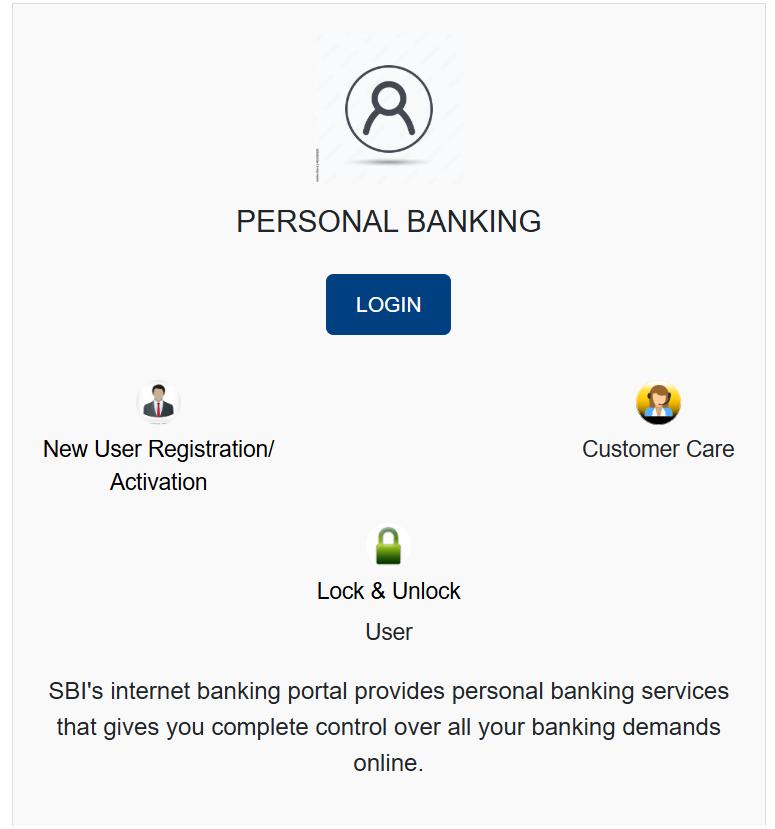 PERSONAL BANKING
LOGIN
New User Registration/
Activation
Customer Care
Lock & Unlock
User
SBI's internet banking portal provides personal banking services
that gives you complete control over all your banking demands
online.